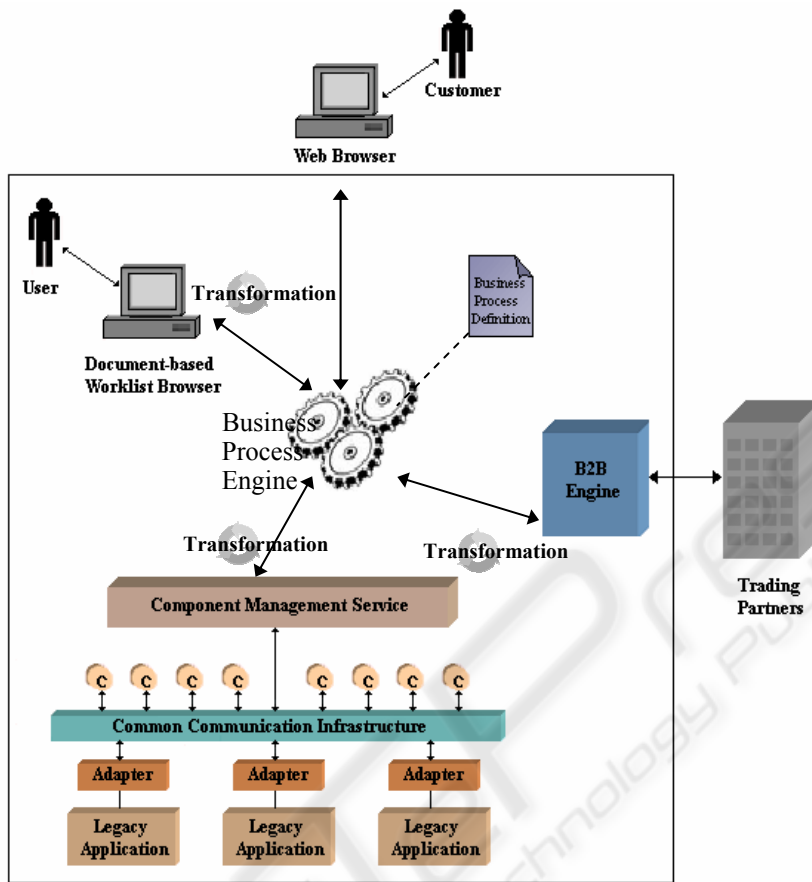 Customer
Web Browser
User
Transformation
Business
Process
Definition
Document-based
Worklist Browser
Business
Process
Engine
B2B
Engine
Transformation
Transformation
Trading
Partners
Component Management Service
C C C C C C C C
Common Communication Infrastructure
Adapter Adapter Adapter
Legacy Legacy Legacy
Application Application Application